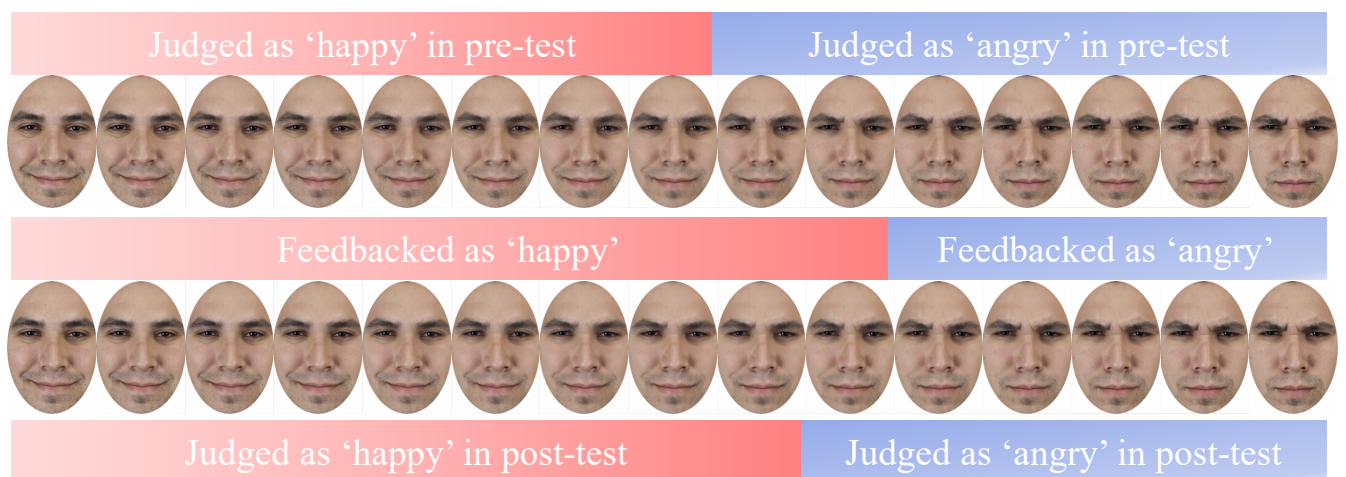 Judged as ‘happy’ in pre-test
Judged as ‘angry’ in pre-test
Feedbacked as ‘happy’
Feedbacked as ‘angry’
Judged as ‘happy’ in post-test
Judged as ‘angry’ in post-test